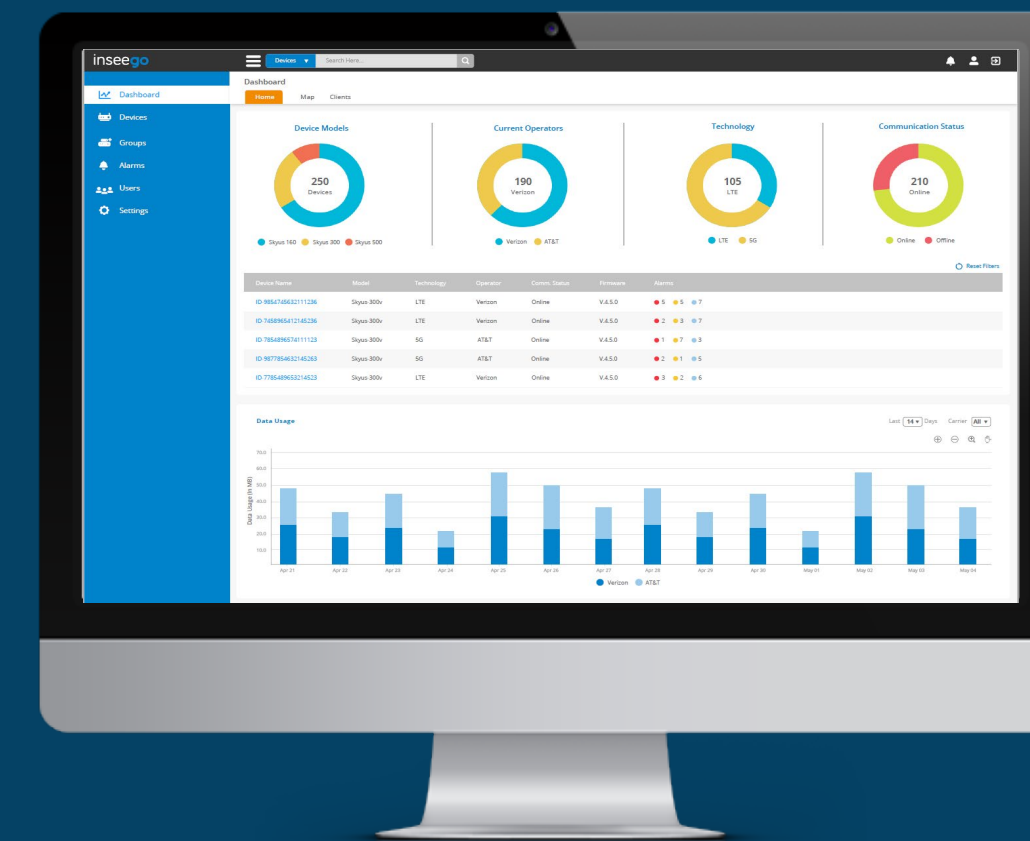 inseego
Devices Search Here...
Dashboard
Devices
Groups
Alarms
Users
Settings
Dashboard
Home Map Clients
Device Models
250
Devices
Skyus 160 Skyus 300 Skyus 500
Current Operators
190
Verizon
Verizon AT&T
Technology
105
LTE
LTE 5G
Communication Status
210
Online
Online Offline
Reset Filters
Device Name Model Technology Operator Comm. Status Firmware Alarms
ID-9854745632111236 Skyus-300v LTE Verizon Online V.4.5.0 5 5 7
ID-7458965412145236 Skyus-300v LTE Verizon Online V.4.5.0 2 3 7
ID-7854896574111123 Skyus-300v 5G AT&T Online V.4.5.0 1 7 3
ID-9877854632145263 Skyus-300v 5G AT&T Online V.4.5.0 2 1 5
ID-7785489653214523 Skyus-300v LTE Verizon Online V.4.5.0 3 2 6
Data Usage
Last 14 Days Carrier All
Data Usage (In MB)
70.0
60.0
50.0
40.0
30.0
20.0
10.0
Apr 21 Apr 22 Apr 23 Apr 24 Apr 25 Apr 26 Apr 27 Apr 28 Apr 29 Apr 30 May 01 May 02 May 03 May 04
Verizon AT&T